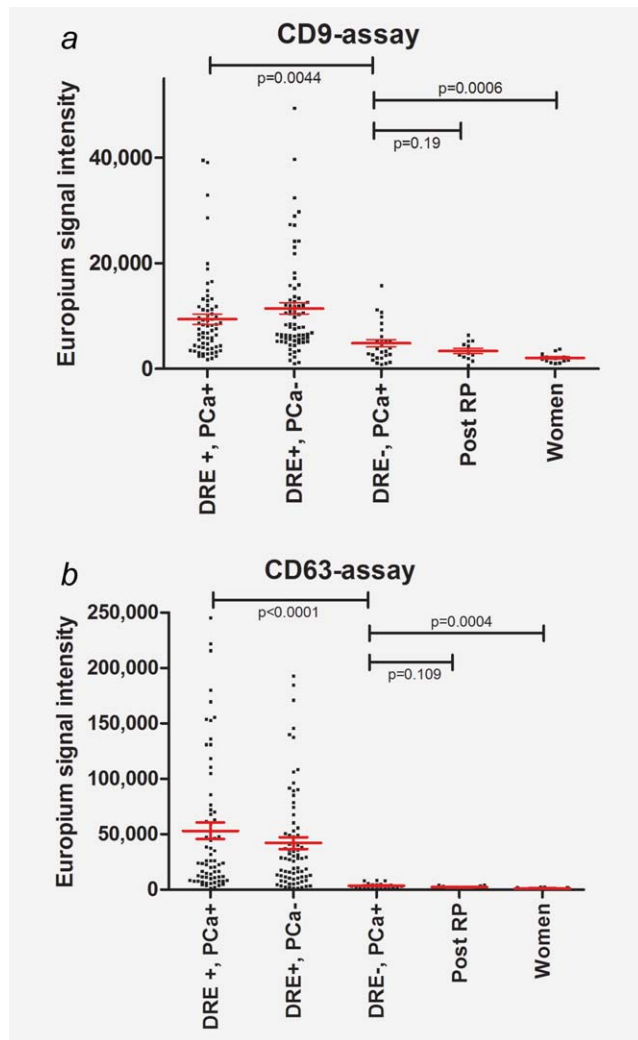 a
CD9-assay
p=0.0044
p=0.0006
p=0.19
Europium signal intensity
40,000
20,000
0
DRE +, PCa+
DRE+, PCa-
DRE-, PCa+
Post RP
Women
b
CD63-assay
p<0.0001
p=0.0004
p=0.109
Europium signal intensity
250,000
200,000
150,000
100,000
50,000
0
DRE +, PCa+
DRE+, PCa-
DRE-, PCa+
Post RP
Women